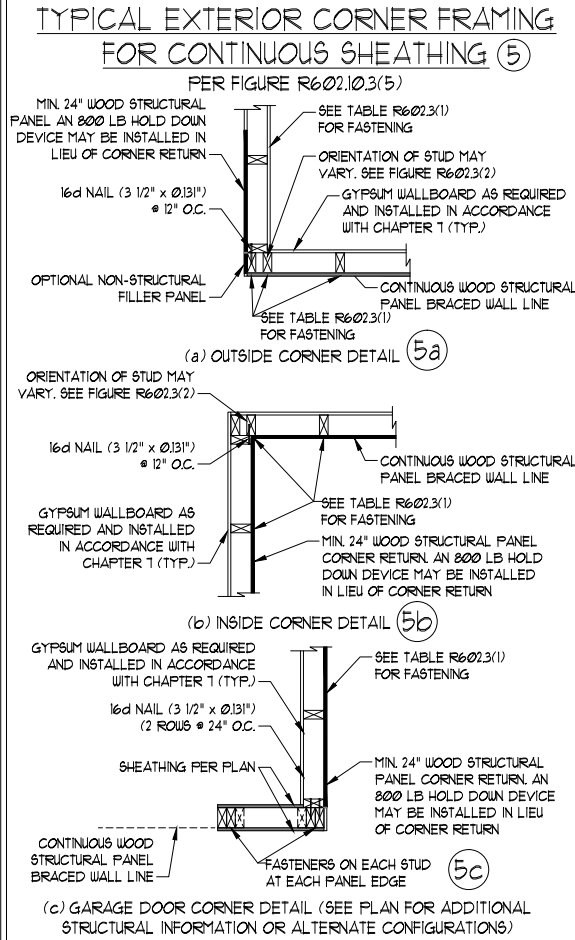 TYPICAL EXTERIOR CORNER FRAMING
FOR CONTINUOUS SHEATHING 5
PER FIGURE R602.10.3(5)
MIN. 24" WOOD STRUCTURAL
PANEL AN 800 LB HOLD DOWN
DEVICE MAY BE INSTALLED IN
LIEU OF CORNER RETURN
SEE TABLE R602.3(1)
FOR FASTENING
ORIENTATION OF STUD MAY
VARY. SEE FIGURE R602.3(2)
16d NAIL (3 1/2" x 0.131")
@ 12" O.C.
GYPSUM WALLBOARD AS REQUIRED
AND INSTALLED IN ACCORDANCE
WITH CHAPTER 7 (TYP.)
OPTIONAL NON-STRUCTURAL
FILLER PANEL
CONTINUOUS WOOD STRUCTURAL
PANEL BRACED WALL LINE
SEE TABLE R602.3(1)
FOR FASTENING
(a) OUTSIDE CORNER DETAIL 5a
ORIENTATION OF STUD MAY
VARY. SEE FIGURE R602.3(2)
16d NAIL (3 1/2" x 0.131")
@ 12" O.C.
CONTINUOUS WOOD STRUCTURAL
PANEL BRACED WALL LINE
GYPSUM WALLBOARD AS
REQUIRED AND INSTALLED
IN ACCORDANCE WITH
CHAPTER 7 (TYP.)
SEE TABLE R602.3(1)
FOR FASTENING
MIN. 24" WOOD STRUCTURAL PANEL
CORNER RETURN. AN 800 LB HOLD
DOWN DEVICE MAY BE INSTALLED
IN LIEU OF CORNER RETURN
(b) INSIDE CORNER DETAIL 5b
GYPSUM WALLBOARD AS REQUIRED
AND INSTALLED IN ACCORDANCE
WITH CHAPTER 7 (TYP.)
SEE TABLE R602.3(1)
FOR FASTENING
16d NAIL (3 1/2" x 0.131")
(2 ROWS @ 24" O.C.
SHEATHING PER PLAN
MIN. 24" WOOD STRUCTURAL
PANEL CORNER RETURN. AN
800 LB HOLD DOWN DEVICE
MAY BE INSTALLED IN LIEU
OF CORNER RETURN
CONTINUOUS WOOD
STRUCTURAL PANEL
BRACED WALL LINE
FASTENERS ON EACH STUD
AT EACH PANEL EDGE
5c
(c) GARAGE DOOR CORNER DETAIL (SEE PLAN FOR ADDITIONAL
STRUCTURAL INFORMATION OR ALTERNATE CONFIGURATIONS)